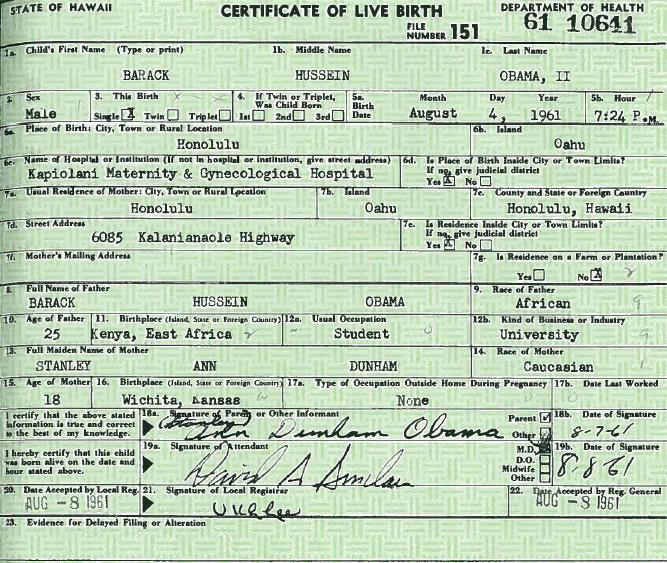 STATE OF HAWAII CERTIFICATE OF LIVE BIRTH DEPARTMENT OF HEALTH
FILE NUMBER 151 61 10641
1a. Child's First Name (Type or print) 1b. Middle Name 1c. Last Name
BARACK HUSSEIN OBAMA, II
2. Sex 3. This Birth 4. If Twin or Triplet, Was Child Born 5a. Birth Date Month Day Year 5b. Hour
Male Single X Twin Triplet 1st 2nd 3rd August 4, 1961 7:24 P.M.
6a. Place of Birth: City, Town or Rural Location 6b. Island
Honolulu Oahu
6c. Name of Hospital or Institution (If not in hospital or institution, give street address) 6d. Is Place of Birth Inside City or Town Limits? If no, give judicial district
Kapiolani Maternity & Gynecological Hospital Yes X No
7a. Usual Residence of Mother: City, Town or Rural Location 7b. Island 7c. County and State or Foreign Country
Honolulu Oahu Honolulu, Hawaii
7d. Street Address 7e. Is Residence Inside City or Town Limits? If no, give judicial district
6085 Kalanianaole Highway Yes X No
7f. Mother's Mailing Address 7g. Is Residence on a Farm or Plantation?
Yes No X
8. Full Name of Father 9. Race of Father
BARACK HUSSEIN OBAMA African
10. Age of Father 11. Birthplace (Island, State or Foreign Country) 12a. Usual Occupation 12b. Kind of Business or Industry
25 Kenya, East Africa Student University
13. Full Maiden Name of Mother 14. Race of Mother
STANLEY ANN DUNHAM Caucasian
15. Age of Mother 16. Birthplace (Island, State or Foreign Country) 17a. Type of Occupation Outside Home During Pregnancy 17b. Date Last Worked
18 Wichita, Kansas None
I certify that the above stated information is true and correct to the best of my knowledge. 18a. Signature of Parent or Other Informant Parent Other 18b. Date of Signature
(Stanley) Ann Dunham Obama 8-7-61
I hereby certify that this child was born alive on the date and hour stated above. 19a. Signature of Attendant M.D. D.O. Midwife Other 19b. Date of Signature
David A Sinclair 8-8-61
20. Date Accepted by Local Reg. 21. Signature of Local Registrar 22. Date Accepted by Reg. General
AUG -8 1961 AUG -8 1961
23. Evidence for Delayed Filing or Alteration